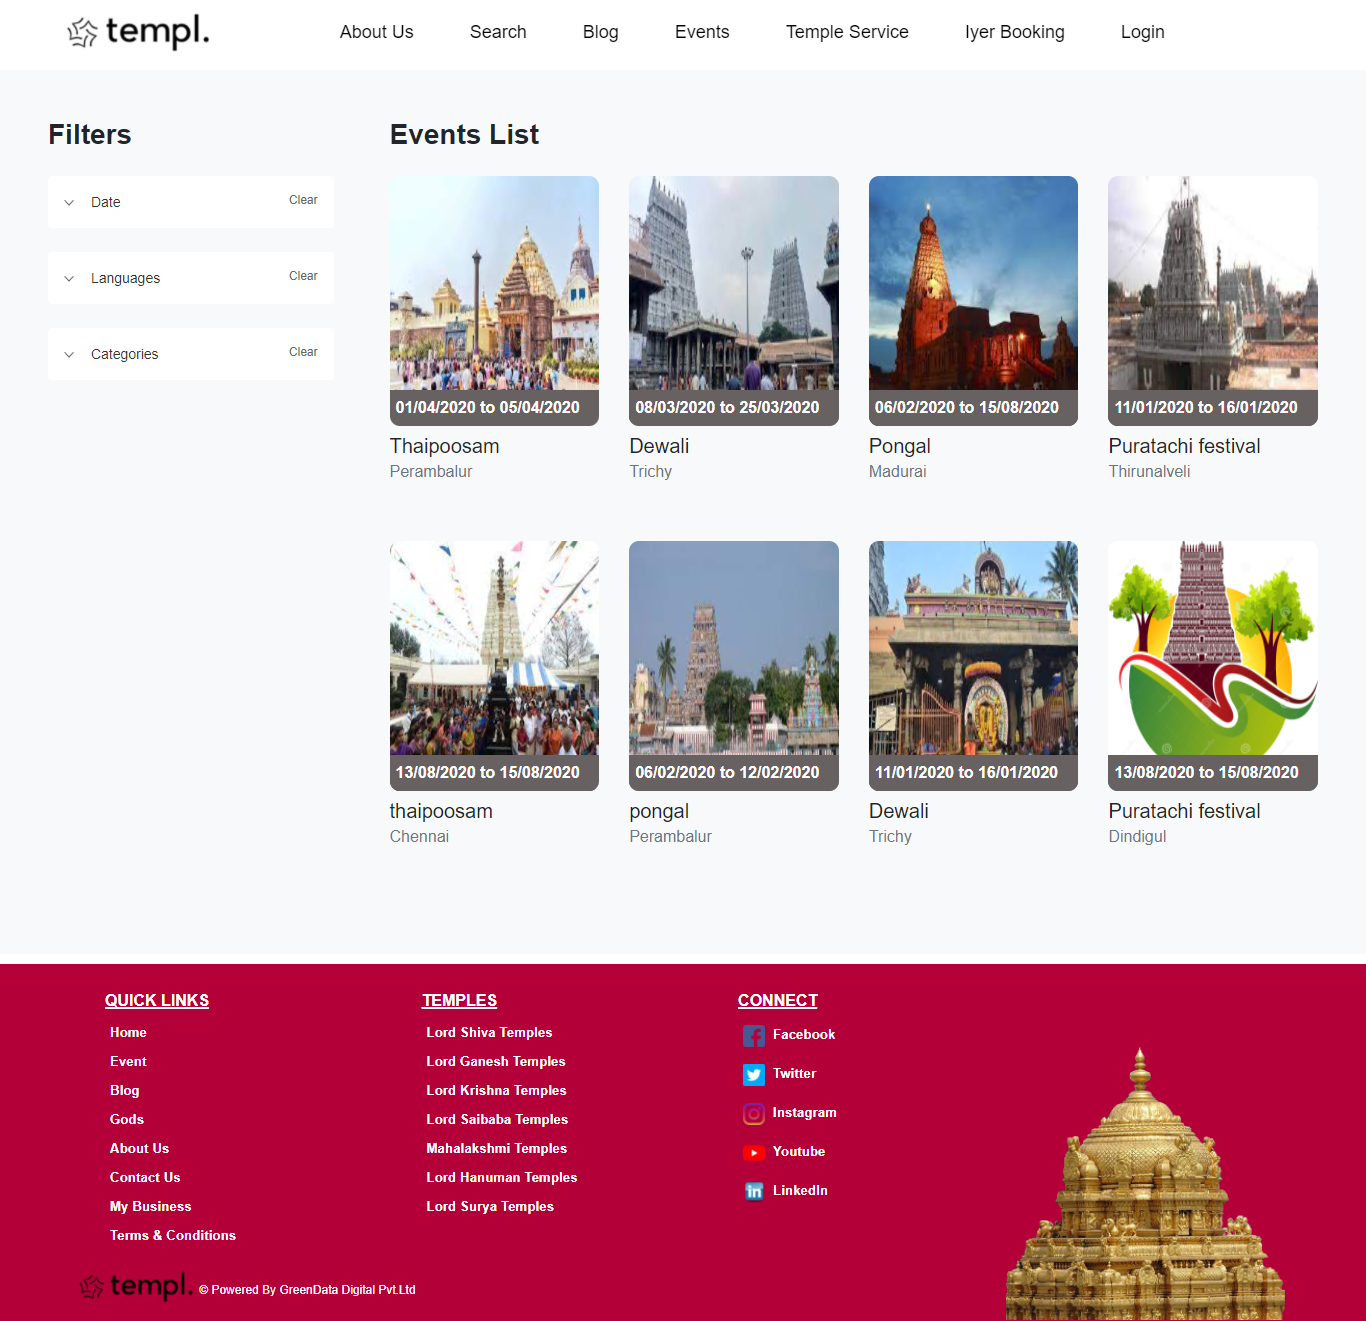 templ.
About Us
Search
Blog
Events
Temple Service
Iyer Booking
Login
Filters
Date
Clear
Languages
Clear
Categories
Clear
Events List
01/04/2020 to 05/04/2020
Thaipoosam
Perambalur
08/03/2020 to 25/03/2020
Dewali
Trichy
06/02/2020 to 15/08/2020
Pongal
Madurai
11/01/2020 to 16/01/2020
Puratachi festival
Thirunalveli
13/08/2020 to 15/08/2020
thaipoosam
Chennai
06/02/2020 to 12/02/2020
pongal
Perambalur
11/01/2020 to 16/01/2020
Dewali
Trichy
13/08/2020 to 15/08/2020
Puratachi festival
Dindigul
QUICK LINKS
Home
Event
Blog
Gods
About Us
Contact Us
My Business
Terms & Conditions
TEMPLES
Lord Shiva Temples
Lord Ganesh Temples
Lord Krishna Temples
Lord Saibaba Temples
Mahalakshmi Temples
Lord Hanuman Temples
Lord Surya Temples
CONNECT
Facebook
Twitter
Instagram
Youtube
LinkedIn
templ. © Powered By GreenData Digital Pvt.Ltd